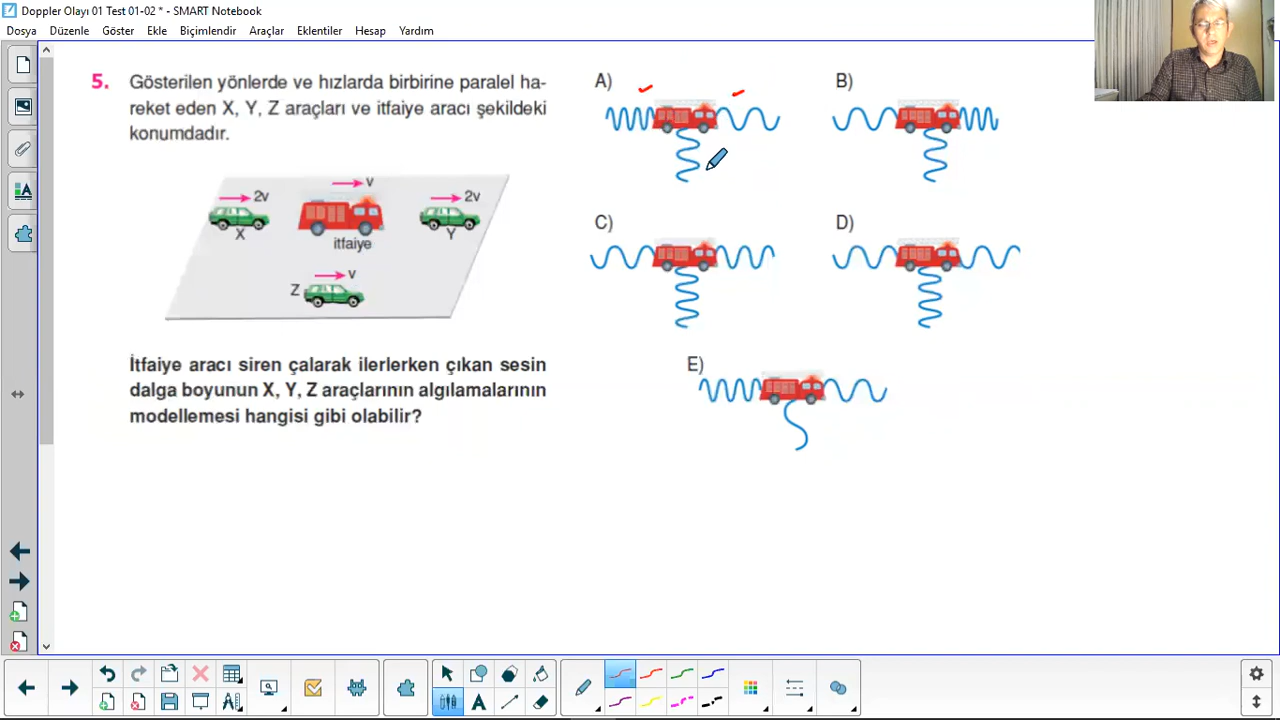 Doppler Olayı 01 Test 01-02 * - SMART Notebook
Dosya Düzenle Göster Ekle Biçimlendir Araçlar Eklentiler Hesap Yardım
5. Gösterilen yönlerde ve hızlarda birbirine paralel ha-
reket eden X, Y, Z araçları ve itfaiye aracı şekildeki
konumdadır.
2v
X
v
itfaiye
2v
Y
v
Z
İtfaiye aracı siren çalarak ilerlerken çıkan sesin
dalga boyunun X, Y, Z araçlarının algılamalarının
modellemesi hangisi gibi olabilir?
A)
B)
C)
D)
E)